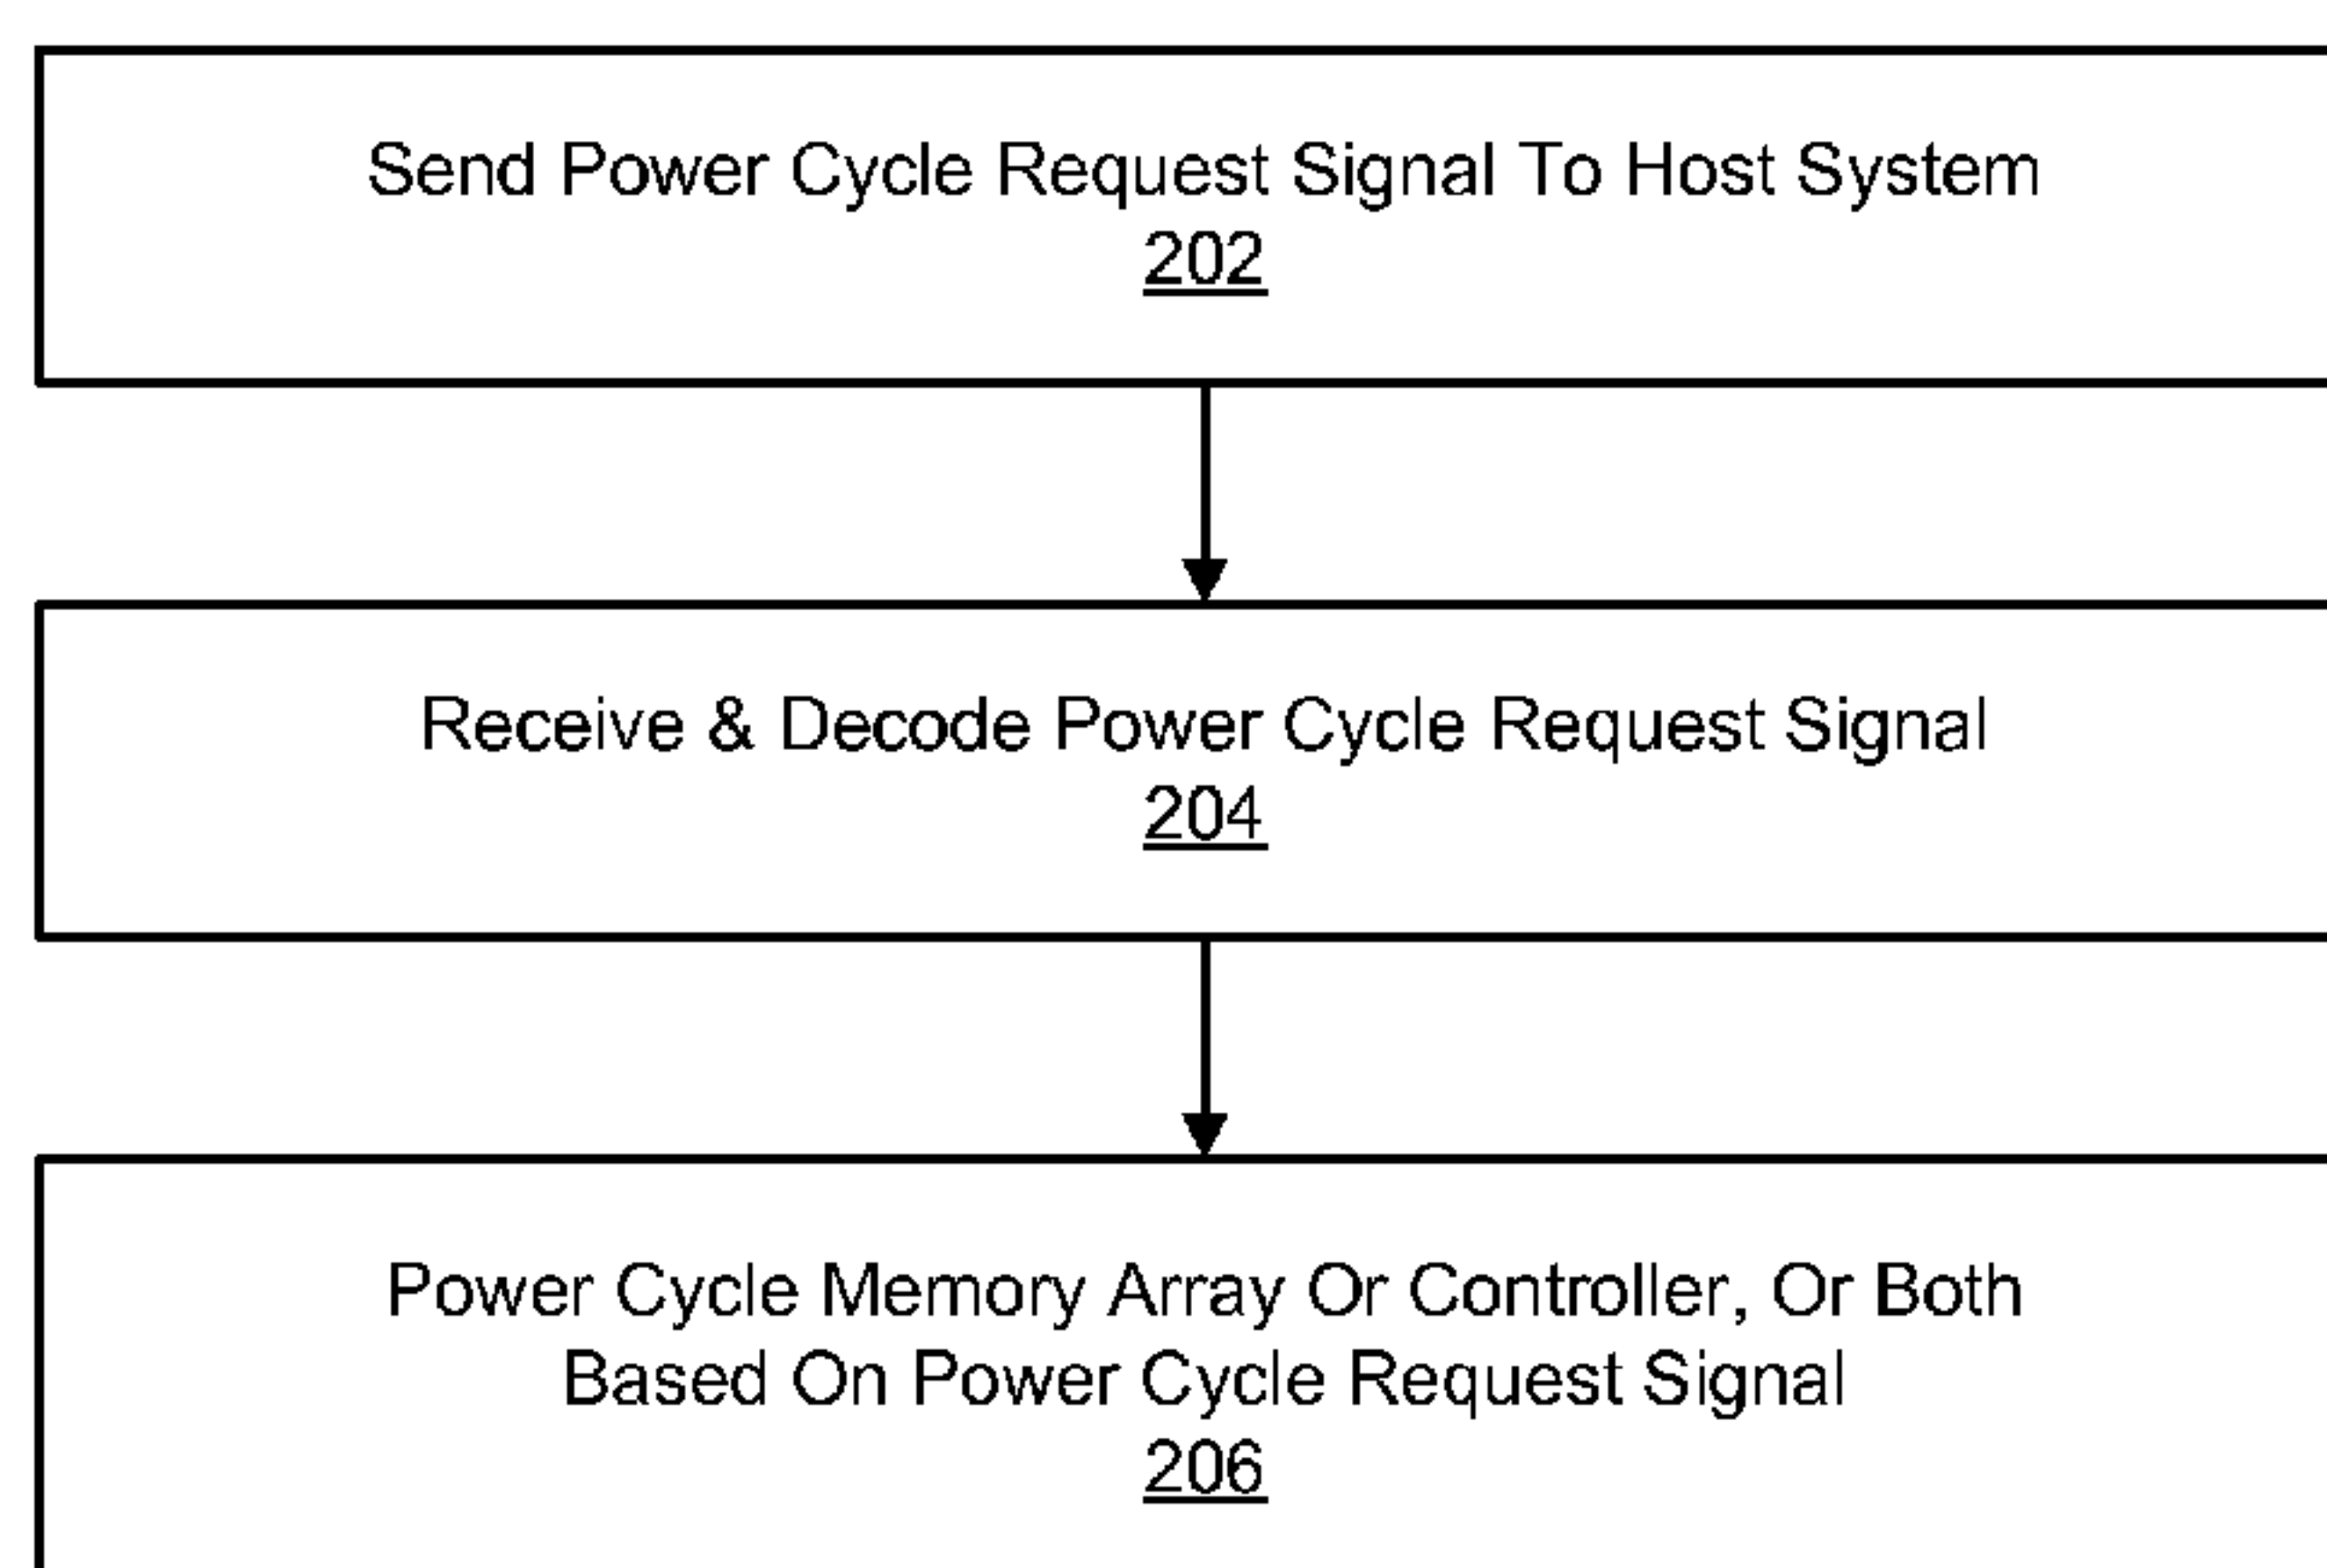 Send Power Cycle Request Signal To Host System
202
Receive & Decode Power Cycle Request Signal
204
Power Cycle Memory Array Or Controller, Or Both
Based On Power Cycle Request Signal
206